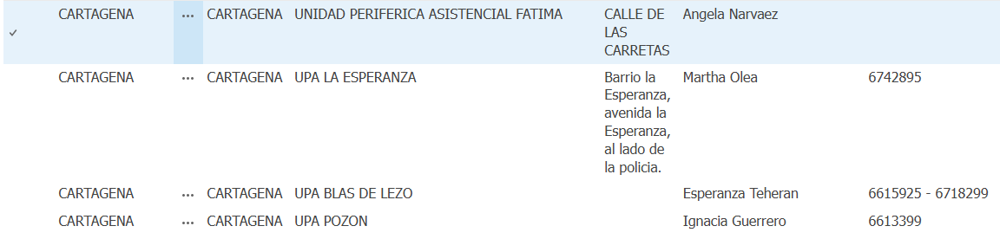 CARTAGENA ... CARTAGENA UNIDAD PERIFERICA ASISTENCIAL FATIMA CALLE DE Angela Narvaez
LAS
CARRETAS
CARTAGENA ... CARTAGENA UPA LA ESPERANZA Barrio la Martha Olea 6742895
Esperanza,
avenida la
Esperanza,
al lado de
la policia.
CARTAGENA ... CARTAGENA UPA BLAS DE LEZO Esperanza Teheran 6615925 - 6718299
CARTAGENA ... CARTAGENA UPA POZON Ignacia Guerrero 6613399